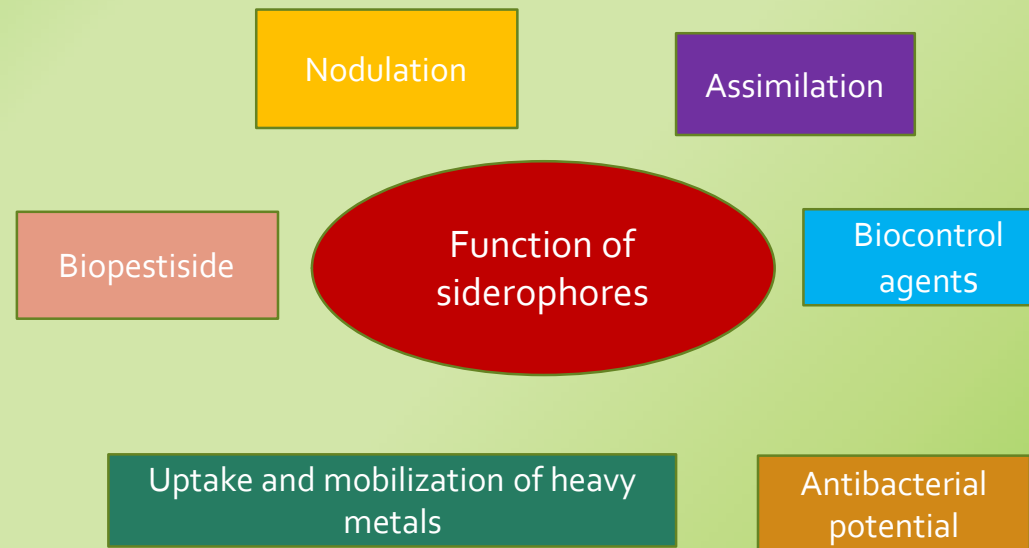 Nodulation
Assimilation
Biopestiside
Function of
siderophores
Biocontrol
agents
Uptake and mobilization of heavy
metals
Antibacterial
potential